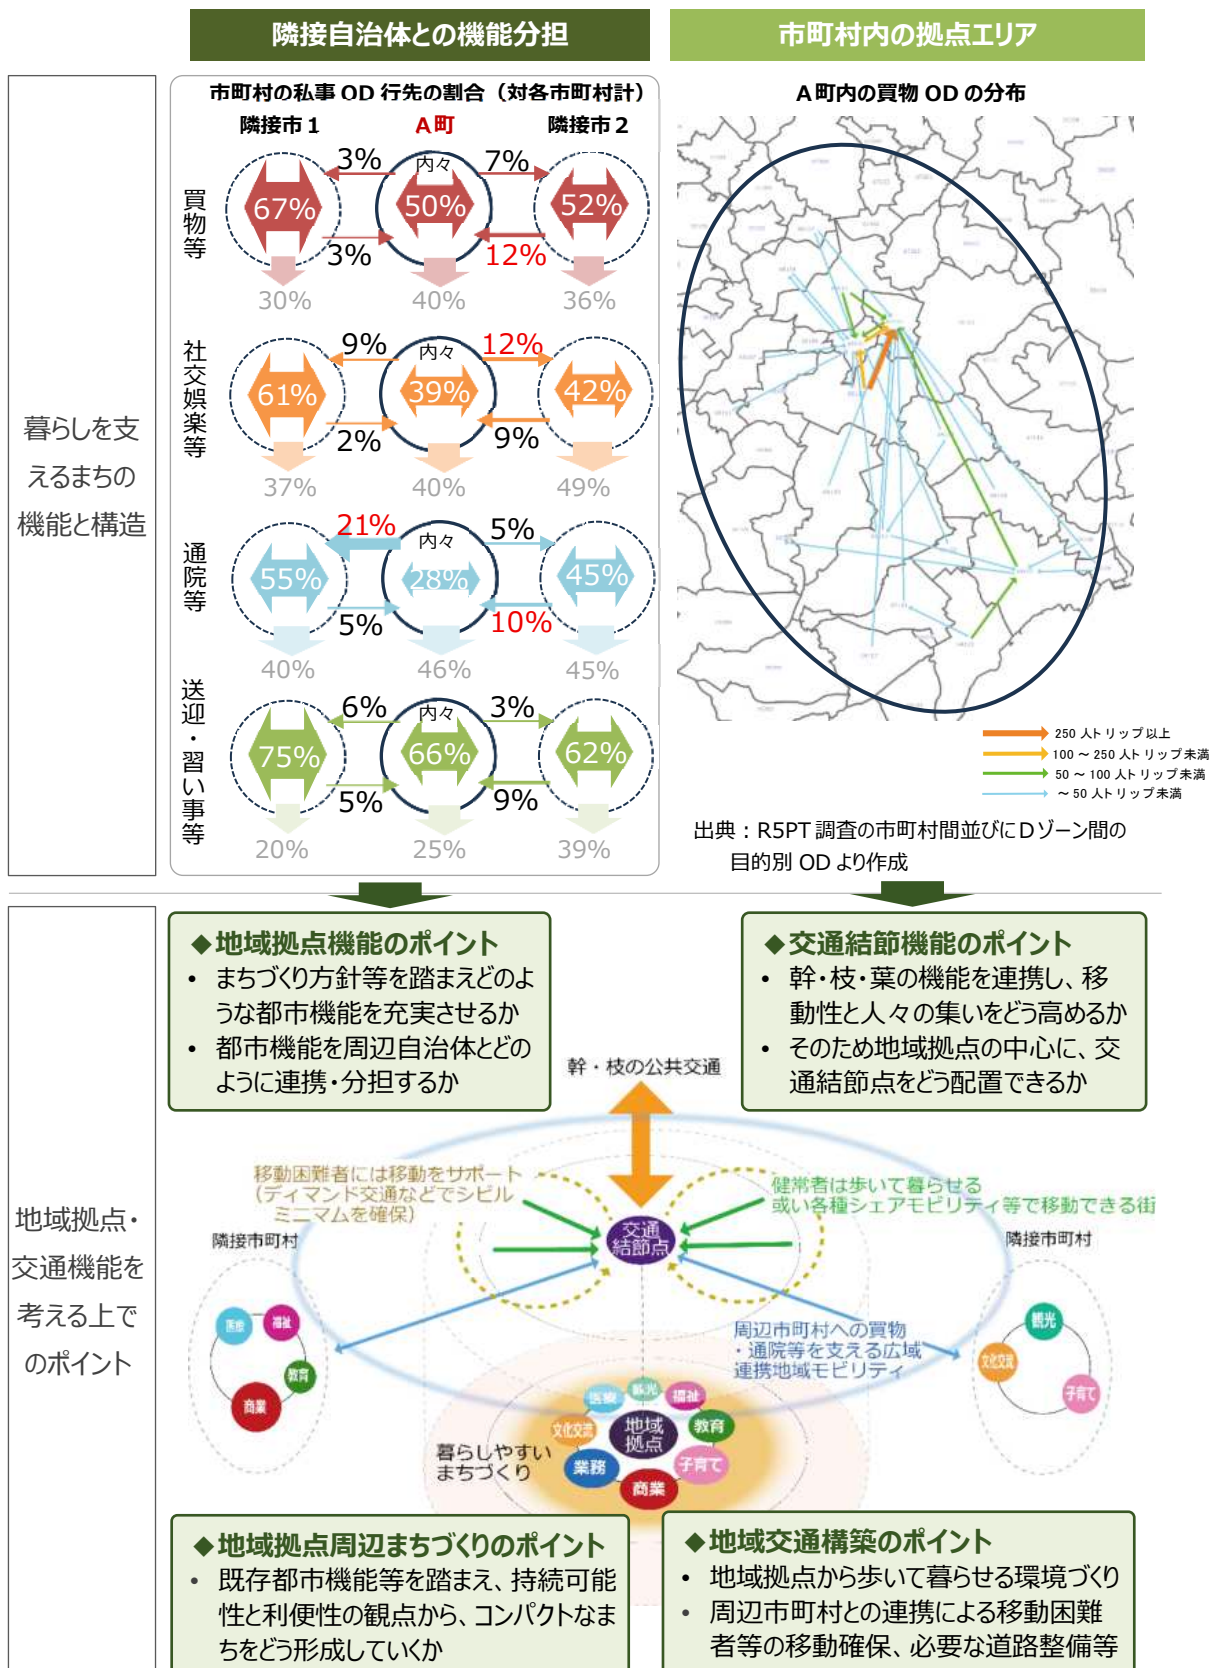 隣接自治体との機能分担
市町村内の拠点エリア
暮らしを支
えるまちの
機能と構造
市町村の私事 OD 行先の割合（対各市町村計）
隣接市１
A町
隣接市２
買物等
3%
内々
7%
67%
50%
52%
3%
12%
30%
40%
36%
社交娯楽等
9%
内々
12%
61%
39%
42%
2%
9%
37%
40%
49%
通院等
21%
内々
5%
55%
28%
45%
5%
10%
40%
46%
45%
送迎・習い事等
6%
内々
3%
75%
66%
62%
5%
9%
20%
25%
39%
A町内の買物 OD の分布
250 人トリップ以上
100 ～ 250 人トリップ未満
50 ～ 100 人トリップ未満
～ 50 人トリップ未満
出典：R5PT 調査の市町村間並びにDゾーン間の
目的別 OD より作成
地域拠点・
交通機能を
考える上で
のポイント
◆地域拠点機能のポイント
• まちづくり方針等を踏まえどのよ
うな都市機能を充実させるか
• 都市機能を周辺自治体とどの
ように連携・分担するか
◆交通結節機能のポイント
• 幹・枝・葉の機能を連携し、移
動性と人々の集いをどう高めるか
• そのため地域拠点の中心に、交
通結節点をどう配置できるか
幹・枝の公共交通
移動困難者には移動をサポート
（ディマンド交通などでシビル
ミニマムを確保）
健常者は歩いて暮らせる
或い各種シェアモビリティ等で移動できる街
交通
結節点
隣接市町村
隣接市町村
医療
福祉
教育
商業
観光
文化交流
子育て
周辺市町村への買物
・通院等を支える広域
連携地域モビリティ
医療
観光
福祉
文化交流
地域
拠点
教育
業務
子育て
商業
暮らしやすい
まちづくり
◆地域拠点周辺まちづくりのポイント
• 既存都市機能等を踏まえ、持続可能
性と利便性の観点から、コンパクトなま
ちをどう形成していくか
◆地域交通構築のポイント
• 地域拠点から歩いて暮らせる環境づくり
• 周辺市町村との連携による移動困難
者等の移動確保、必要な道路整備等